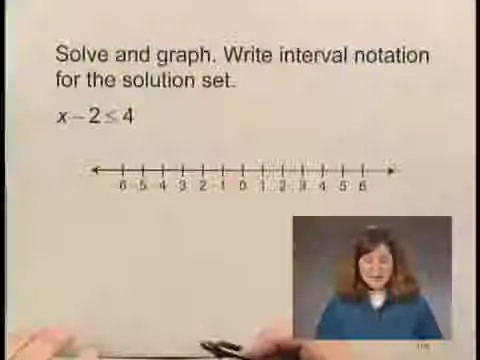 Solve and graph. Write interval notation
for the solution set.
x – 2 ≤ 4
-6 -5 -4 -3 -2 -1 0 1 2 3 4 5 6